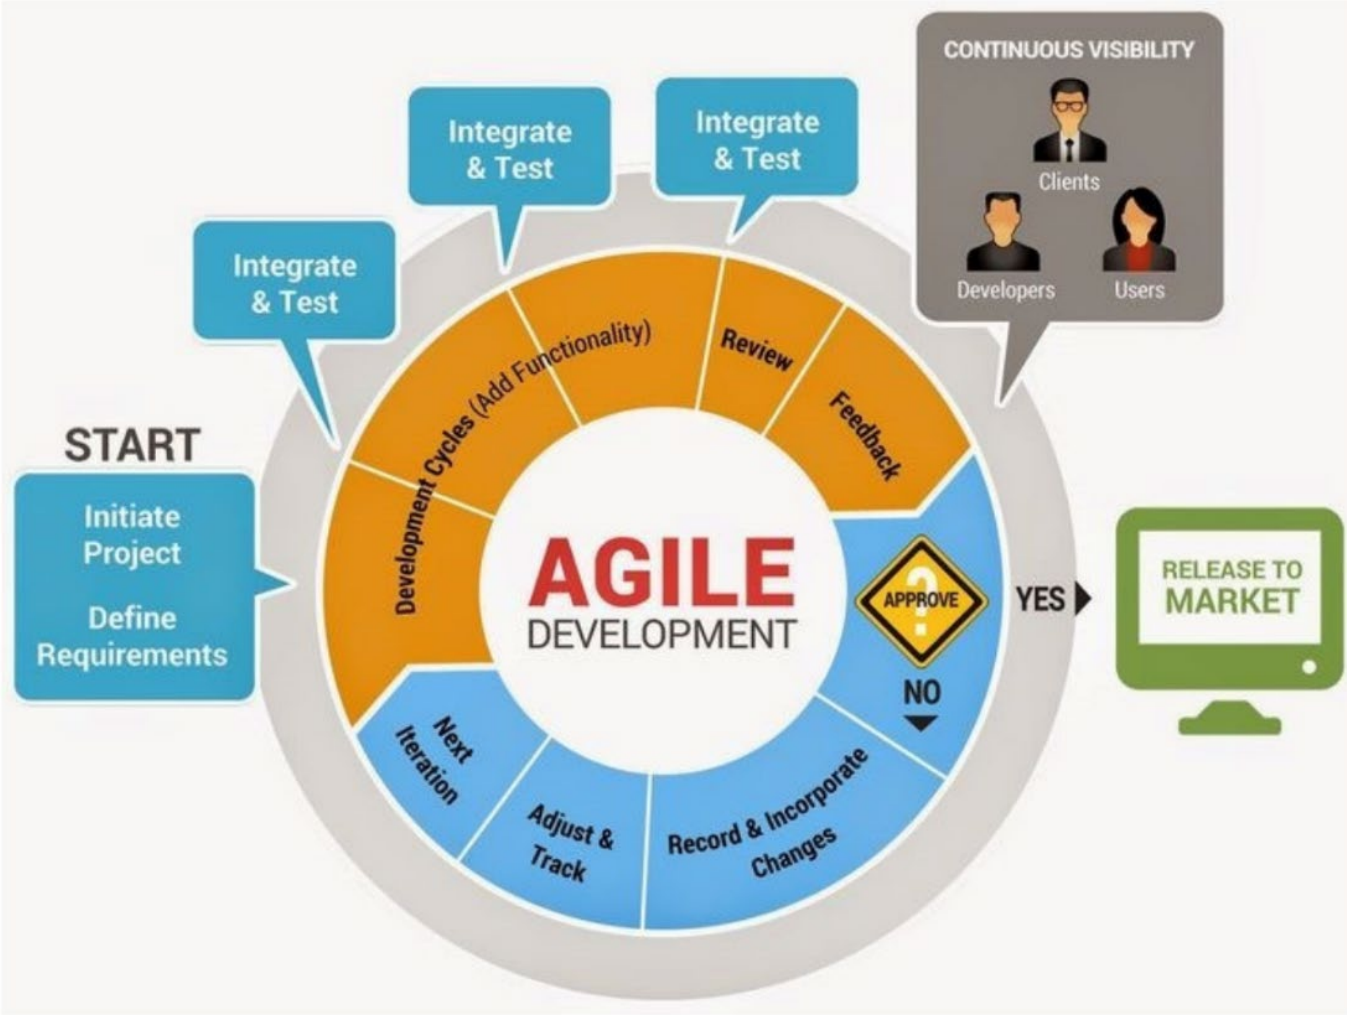 CONTINUOUS VISIBILITY
Clients
Developers
Users
Integrate
& Test
Integrate
& Test
Integrate
& Test
START
Initiate
Project
Define
Requirements
Development Cycles (Add Functionality)
Review
Feedback
AGILE
DEVELOPMENT
?
APPROVE
YES
NO
RELEASE TO
MARKET
Record & Incorporate
Changes
Adjust &
Track
Next
Iteration